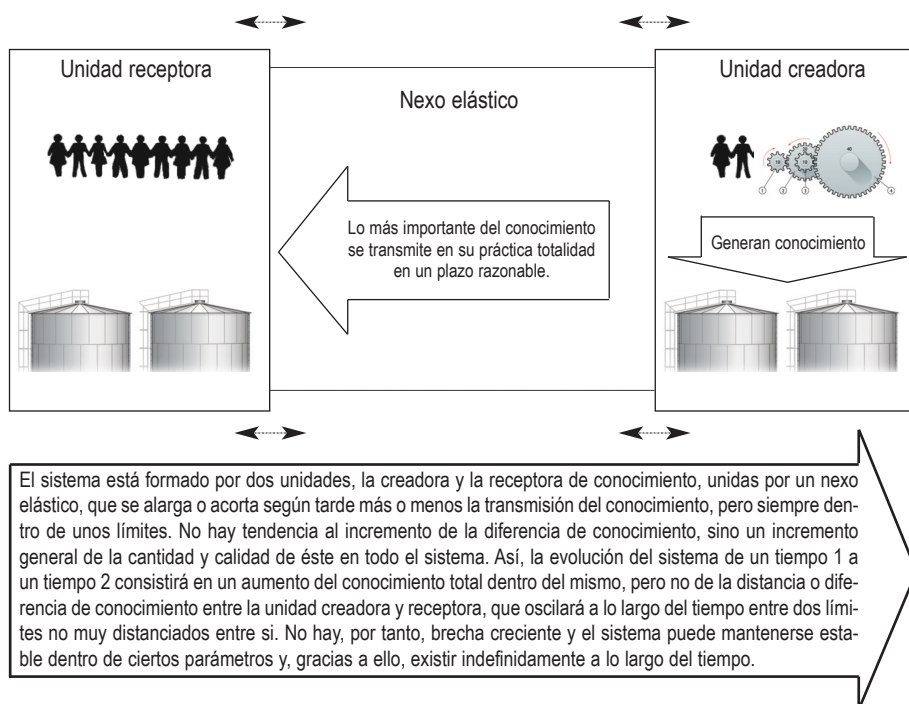 Unidad receptora
Nexo elástico
Unidad creadora
Lo más importante del conocimiento
se transmite en su práctica totalidad
en un plazo razonable.
Generan conocimiento
El sistema está formado por dos unidades, la creadora y la receptora de conocimiento, unidas por un nexo
elástico, que se alarga o acorta según tarde más o menos la transmisión del conocimiento, pero siempre den-
tro de unos límites. No hay tendencia al incremento de la diferencia de conocimiento, sino un incremento
general de la cantidad y calidad de éste en todo el sistema. Así, la evolución del sistema de un tiempo 1 a
un tiempo 2 consistirá en un aumento del conocimiento total dentro del mismo, pero no de la distancia o dife-
rencia de conocimiento entre la unidad creadora y receptora, que oscilará a lo largo del tiempo entre dos lími-
tes no muy distanciados entre si. No hay, por tanto, brecha creciente y el sistema puede mantenerse esta-
ble dentro de ciertos parámetros y, gracias a ello, existir indefinidamente a lo largo del tiempo.